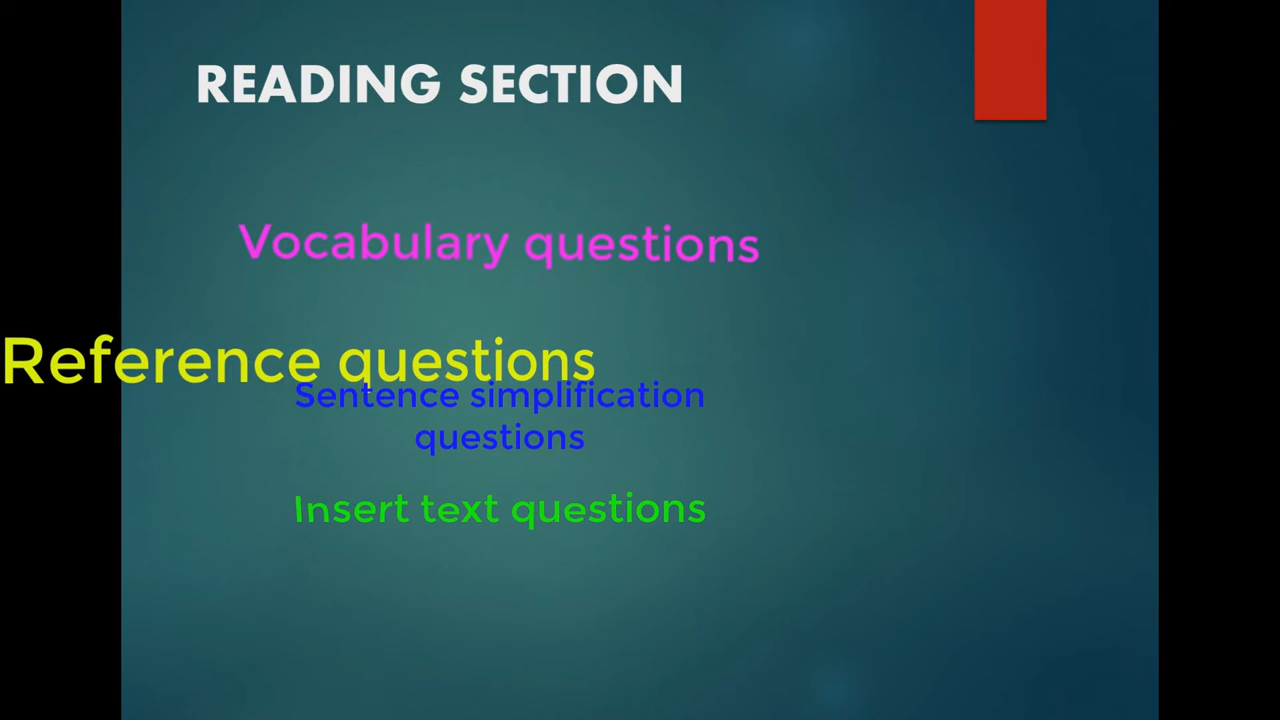 READING SECTION
Vocabulary questions
Reference questions
Sentence simplification
questions
Insert text questions